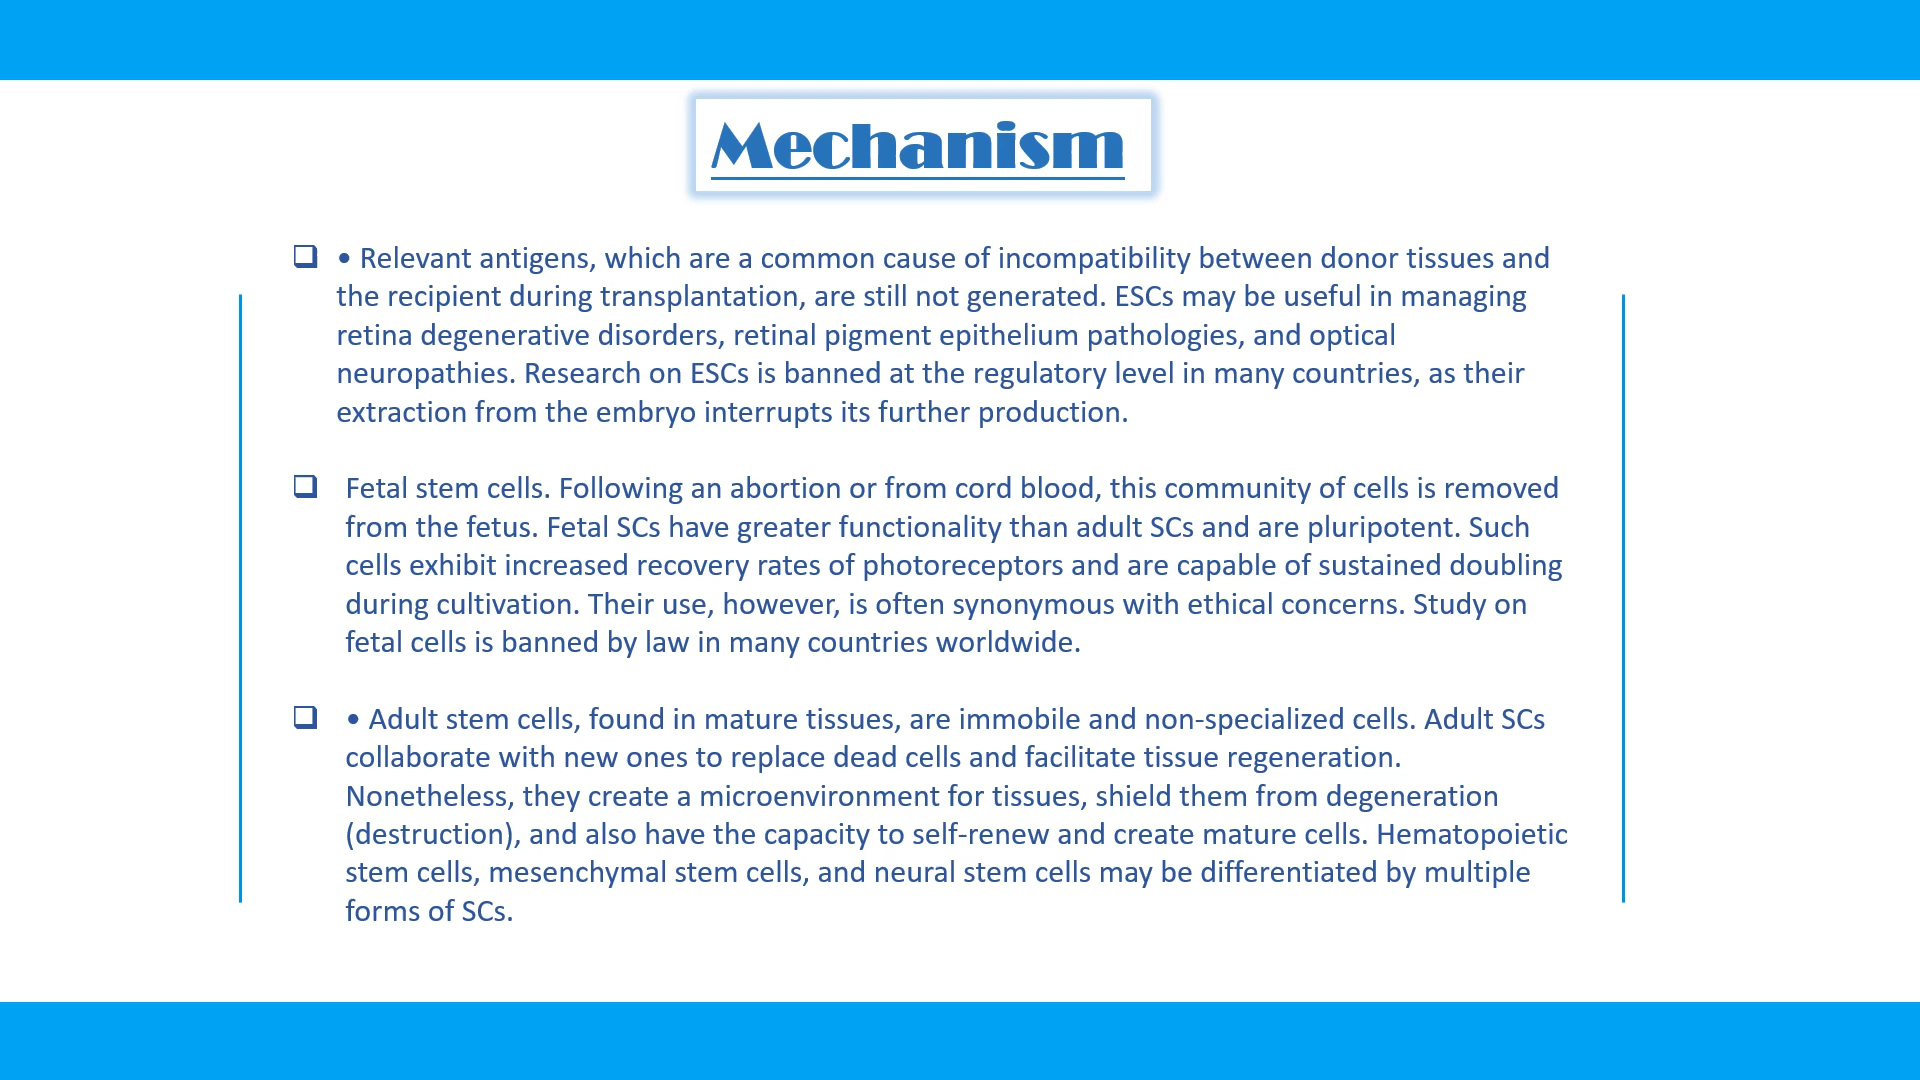 Mechanism
❑ • Relevant antigens, which are a common cause of incompatibility between donor tissues and
the recipient during transplantation, are still not generated. ESCs may be useful in managing
retina degenerative disorders, retinal pigment epithelium pathologies, and optical
neuropathies. Research on ESCs is banned at the regulatory level in many countries, as their
extraction from the embryo interrupts its further production.
❑ Fetal stem cells. Following an abortion or from cord blood, this community of cells is removed
from the fetus. Fetal SCs have greater functionality than adult SCs and are pluripotent. Such
cells exhibit increased recovery rates of photoreceptors and are capable of sustained doubling
during cultivation. Their use, however, is often synonymous with ethical concerns. Study on
fetal cells is banned by law in many countries worldwide.
❑ • Adult stem cells, found in mature tissues, are immobile and non-specialized cells. Adult SCs
collaborate with new ones to replace dead cells and facilitate tissue regeneration.
Nonetheless, they create a microenvironment for tissues, shield them from degeneration
(destruction), and also have the capacity to self-renew and create mature cells. Hematopoietic
stem cells, mesenchymal stem cells, and neural stem cells may be differentiated by multiple
forms of SCs.